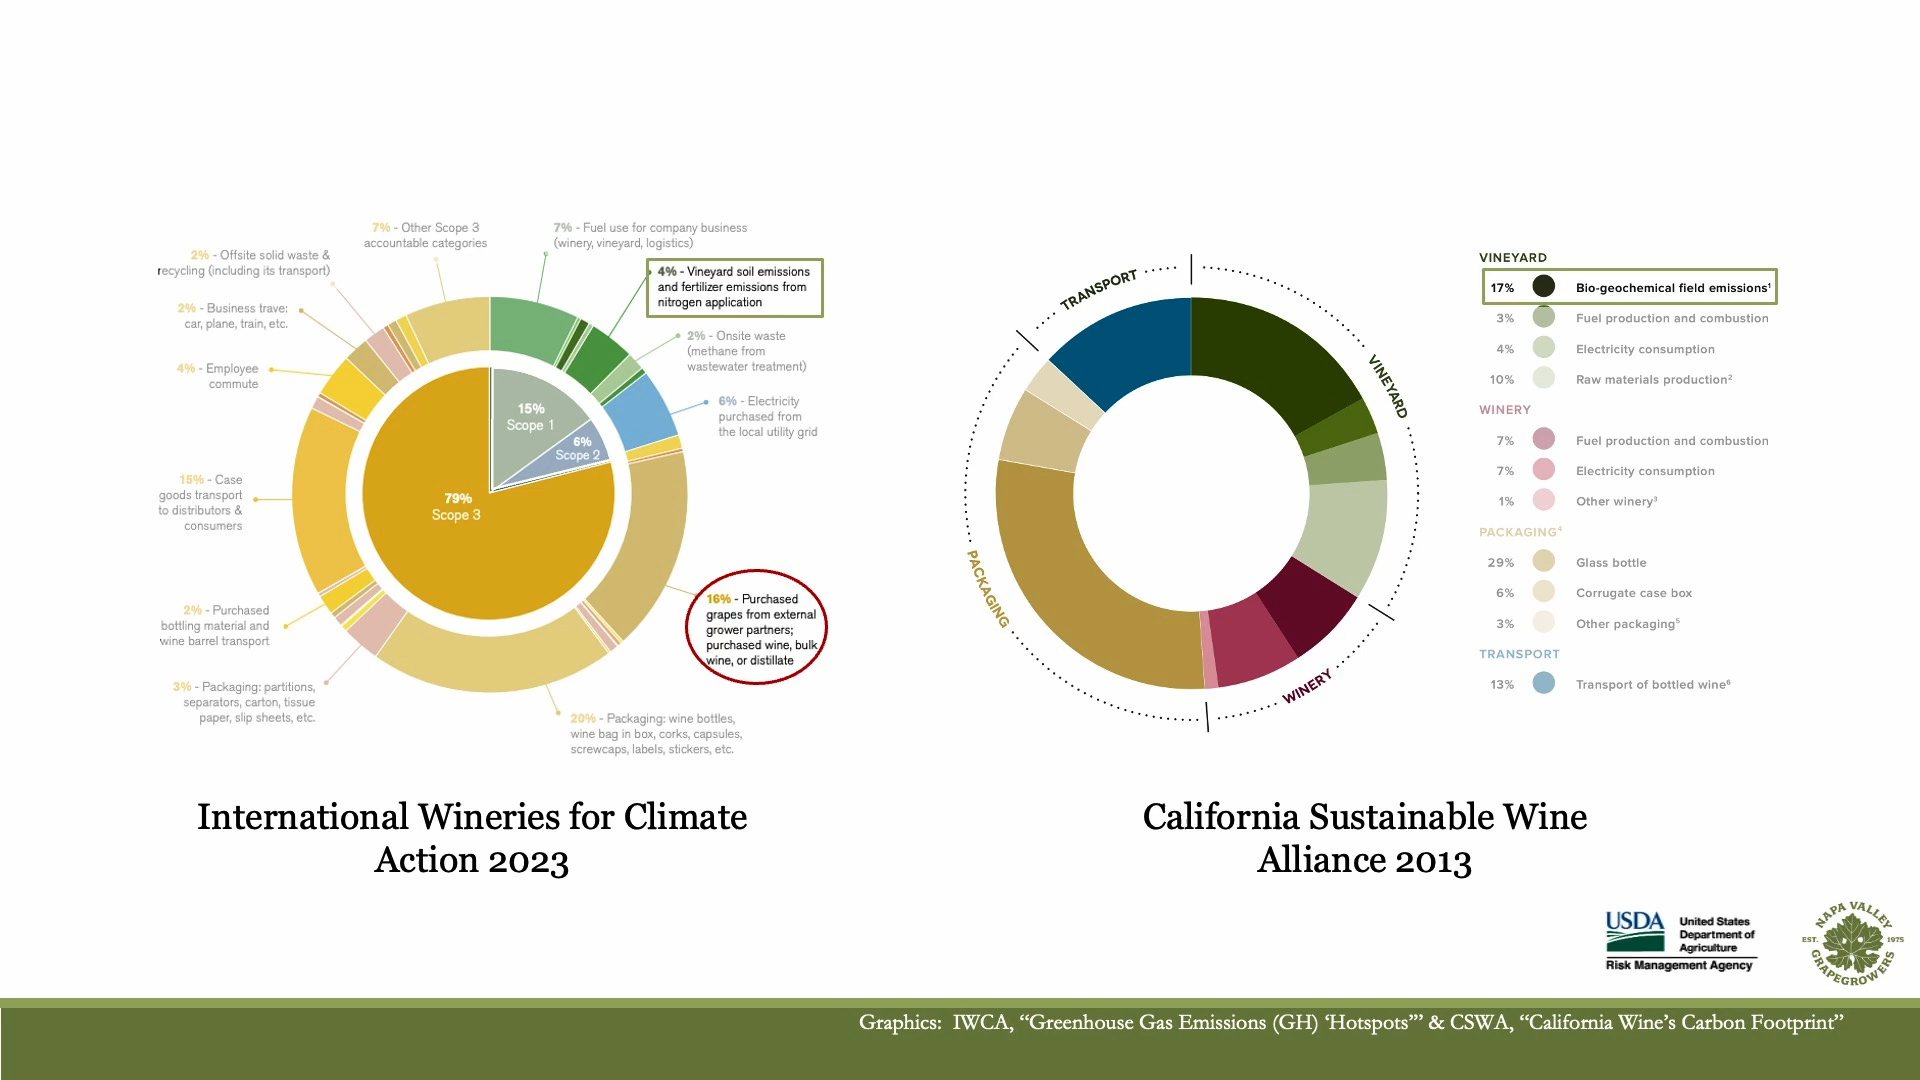 7% - Other Scope 3
accountable categories
7% - Fuel use for company business
(winery, vineyard, logistics)
2% - Offsite solid waste &
recycling (including its transport)
4% - Vineyard soil emissions
and fertilizer emissions from
nitrogen application
2% - Business trave:
car, plane, train, etc.
2% - Onsite waste
(methane from
wastewater treatment)
4% - Employee
commute
6% - Electricity
purchased from
the local utility grid
15%
Scope 1
6%
Scope 2
79%
Scope 3
15% - Case
goods transport
to distributors &
consumers
16% - Purchased
grapes from external
grower partners;
purchased wine, bulk
wine, or distillate
2% - Purchased
bottling material and
wine barrel transport
3% - Packaging: partitions,
separators, carton, tissue
paper, slip sheets, etc.
20% - Packaging: wine bottles,
wine bag in box, corks, capsules,
screwcaps, labels, stickers, etc.
International Wineries for Climate
Action 2023
TRANSPORT
VINEYARD
PACKAGING
WINERY
VINEYARD
17% Bio-geochemical field emissions¹
3% Fuel production and combustion
4% Electricity consumption
10% Raw materials production²
WINERY
7% Fuel production and combustion
7% Electricity consumption
1% Other winery³
PACKAGING⁴
29% Glass bottle
6% Corrugate case box
3% Other packaging⁵
TRANSPORT
13% Transport of bottled wine⁶
California Sustainable Wine
Alliance 2013
USDA
United States
Department of
Agriculture
Risk Management Agency
NAPA VALLEY
EST. 1975
GRAPEGROWERS
Graphics: IWCA, “Greenhouse Gas Emissions (GH) ‘Hotspots’” & CSWA, “California Wine’s Carbon Footprint”